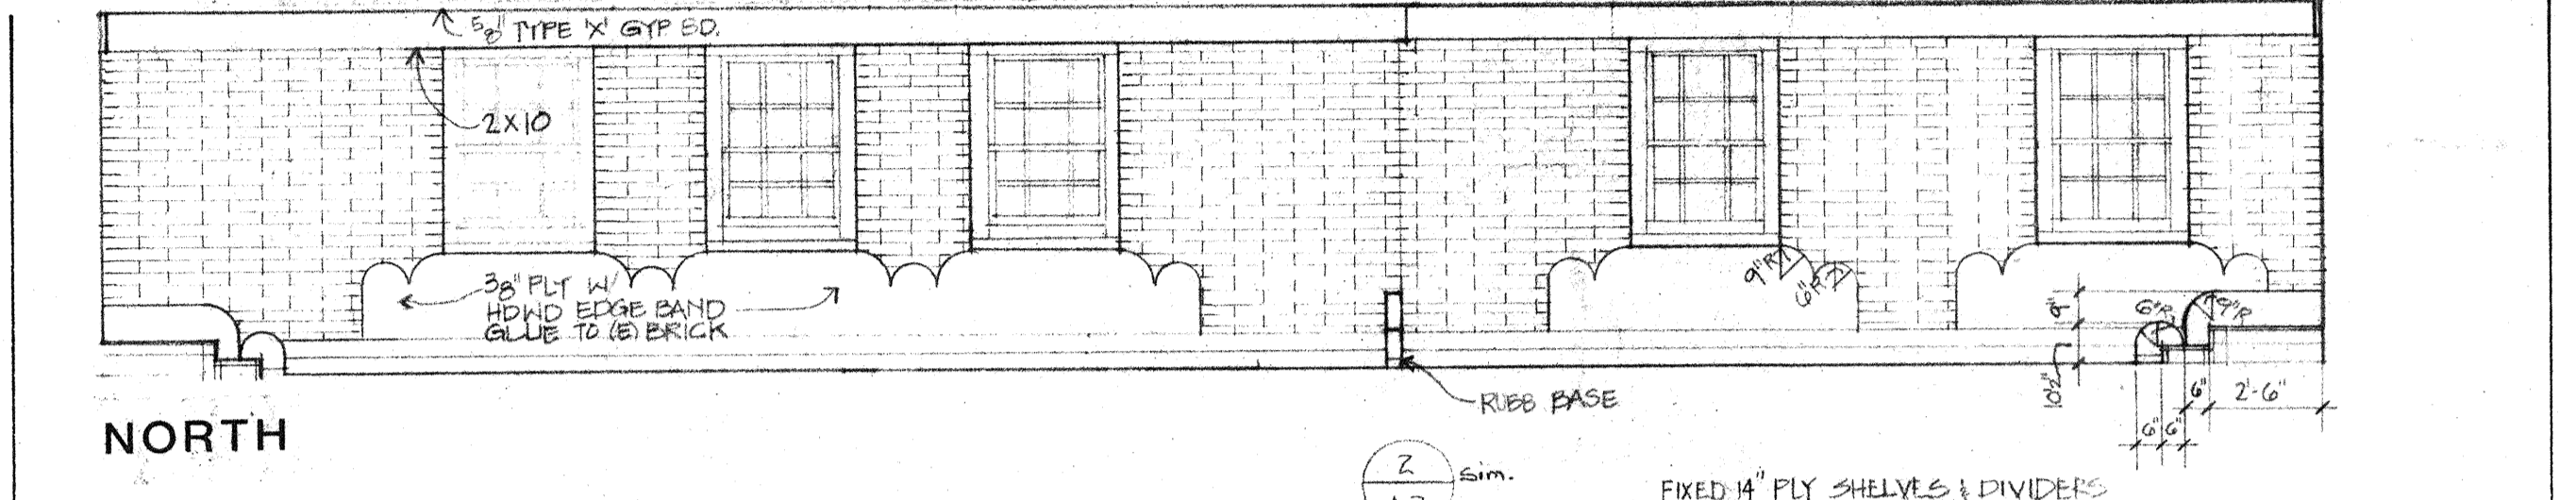 5/8" TYPE 'X' GYP BD.
2X10
3/8" PLY W/
HDWD EDGE BAND
GLUE TO (E) BRICK
9"R
6"R
9"
6"R
9"R
10 1/2"
6"
2'-6"
6"
6"
RUBB BASE
NORTH
2
sim.
FIXED 14" PLY SHELVES & DIVIDERS